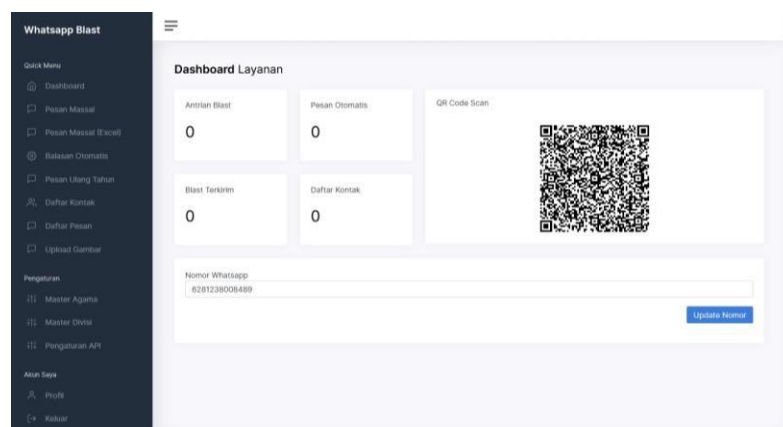 Whatsapp Blast
Quick Menu
Dashboard
Pesan Massal
Pesan Massal (Excel)
Balasan Otomatis
Pesan Ulang Tahun
Daftar Kontak
Daftar Pesan
Upload Gambar
Pengaturan
Master Agama
Master Divisi
Pengaturan API
Akun Saya
Profil
Keluar
Dashboard Layanan
Antrian Blast
0
Pesan Otomatis
0
QR Code Scan
Blast Terkirim
0
Daftar Kontak
0
Nomor Whatsapp
6281238008489
Update Nomor